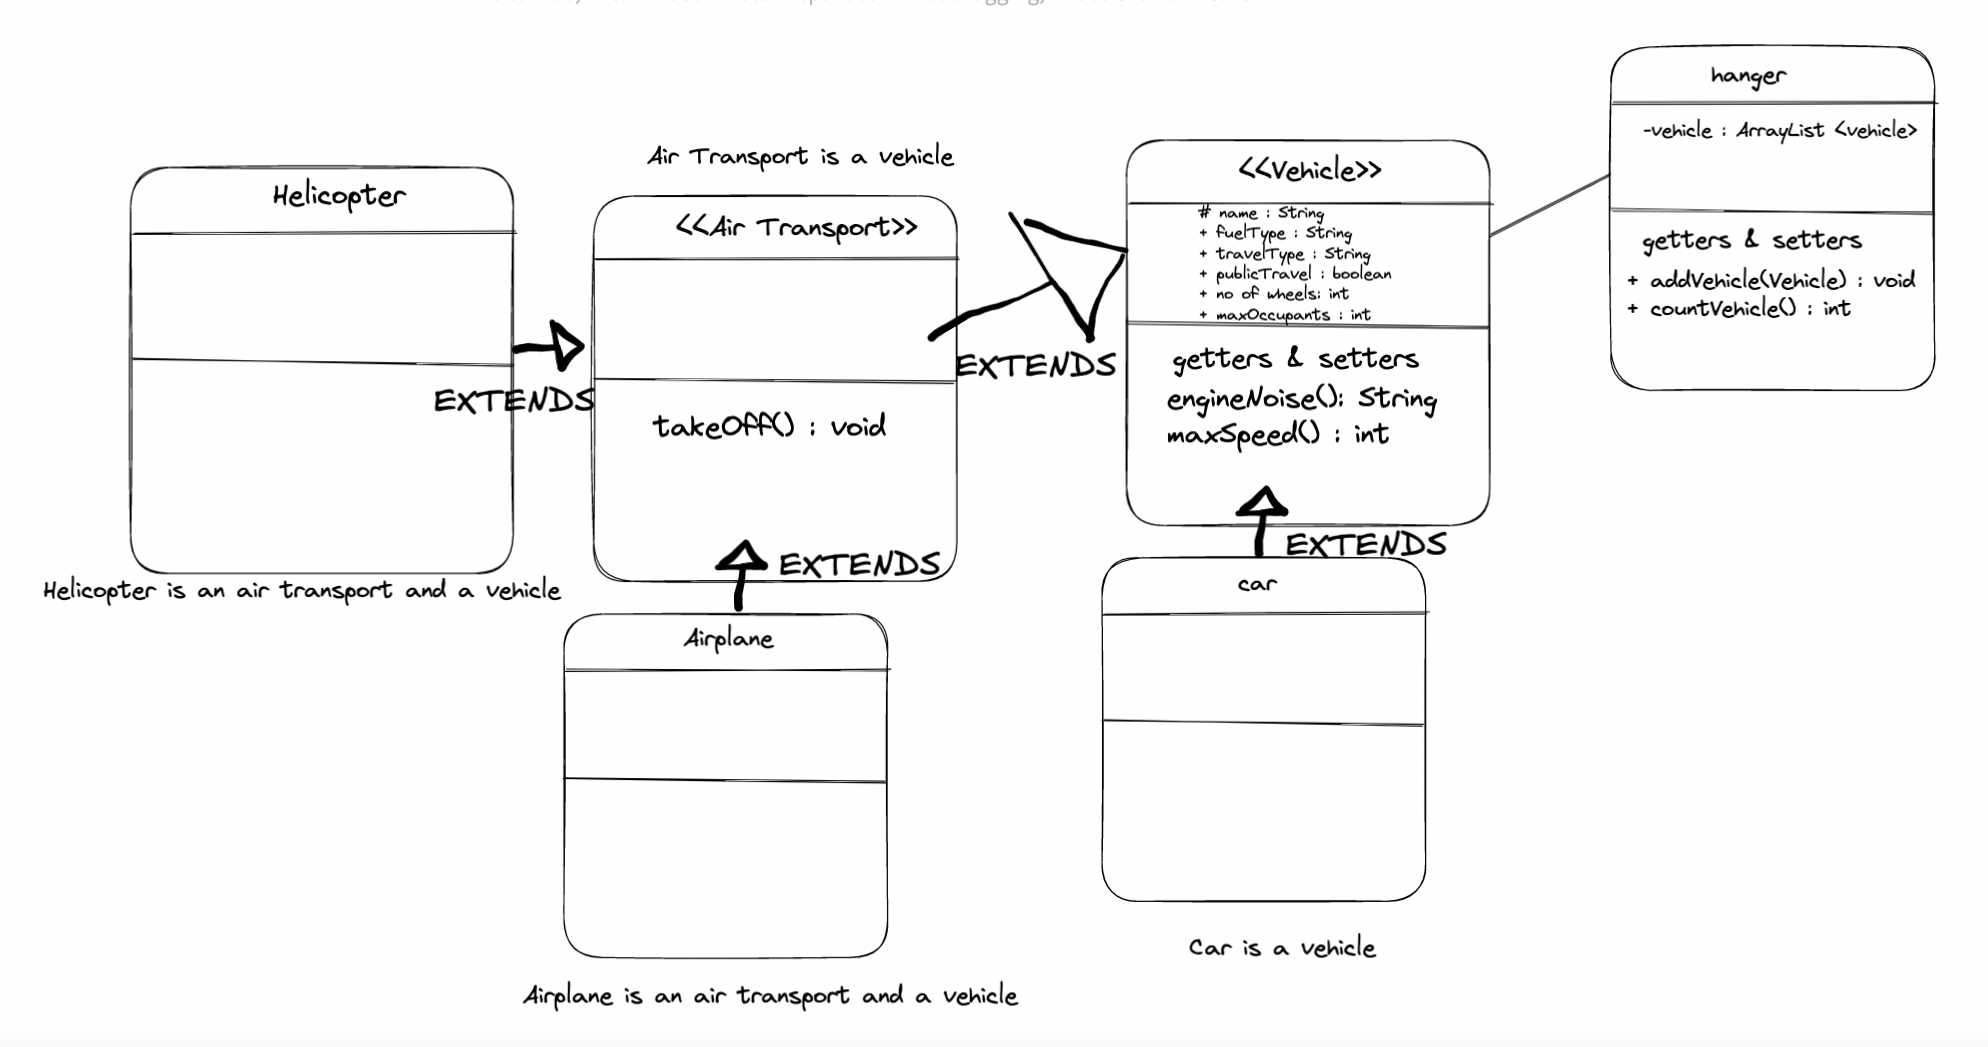 Helicopter
EXTENDS
Helicopter is an air transport and a vehicle
Air Transport is a vehicle
<<Air Transport>>
takeOff() : void
EXTENDS
EXTENDS
Airplane
Airplane is an air transport and a vehicle
<<Vehicle>>
# name : String
+ fuelType : String
+ travelType : String
+ publicTravel : boolean
+ no of wheels: int
+ maxOccupants : int
getters & setters
engineNoise(): String
maxSpeed() : int
EXTENDS
car
Car is a vehicle
hanger
-vehicle : ArrayList <vehicle>
getters & setters
+ addVehicle(Vehicle) : void
+ countVehicle() : int